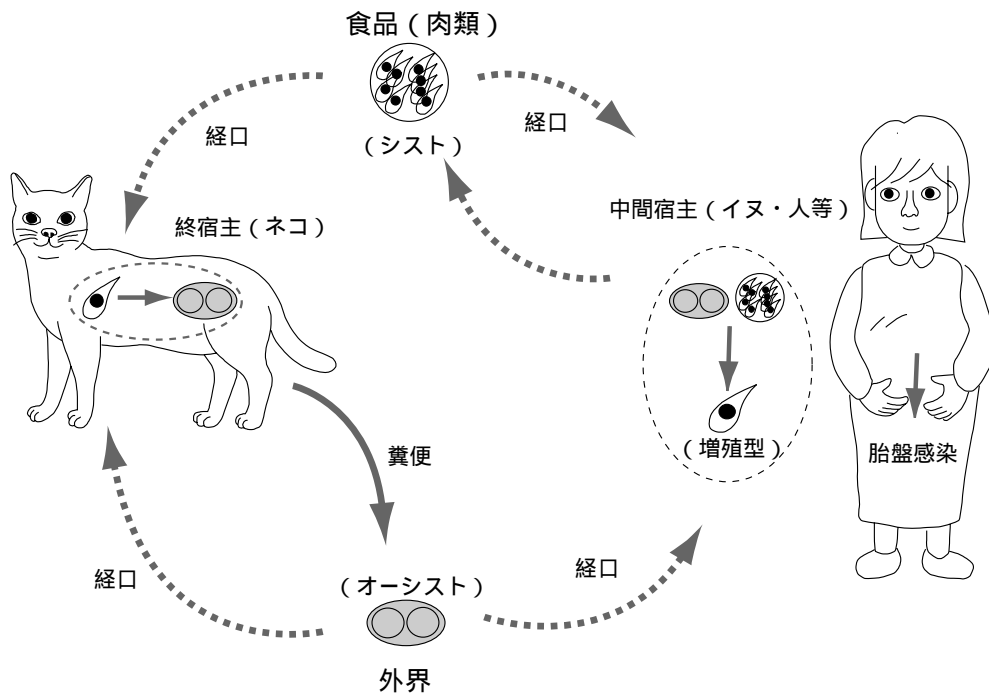 食品（肉類）
経口
経口
（シスト）
中間宿主（イヌ・人等）
終宿主（ネコ）
（増殖型）
胎盤感染
糞便
経口
経口
（オーシスト）
外界